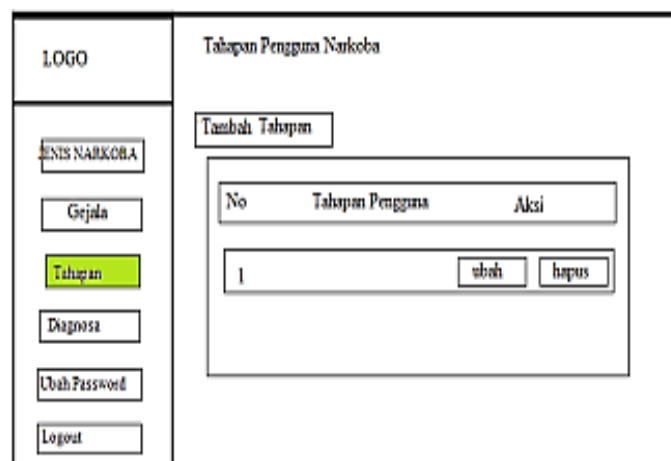 LOGO
Tahapan Pengguna Narkoba
JENIS NARKOBA
Gejala
Tahapan
Diagnosa
Ubah Password
Logout
Tambah Tahapan
No Tahapan Pengguna Aksi
1 ubah hapus